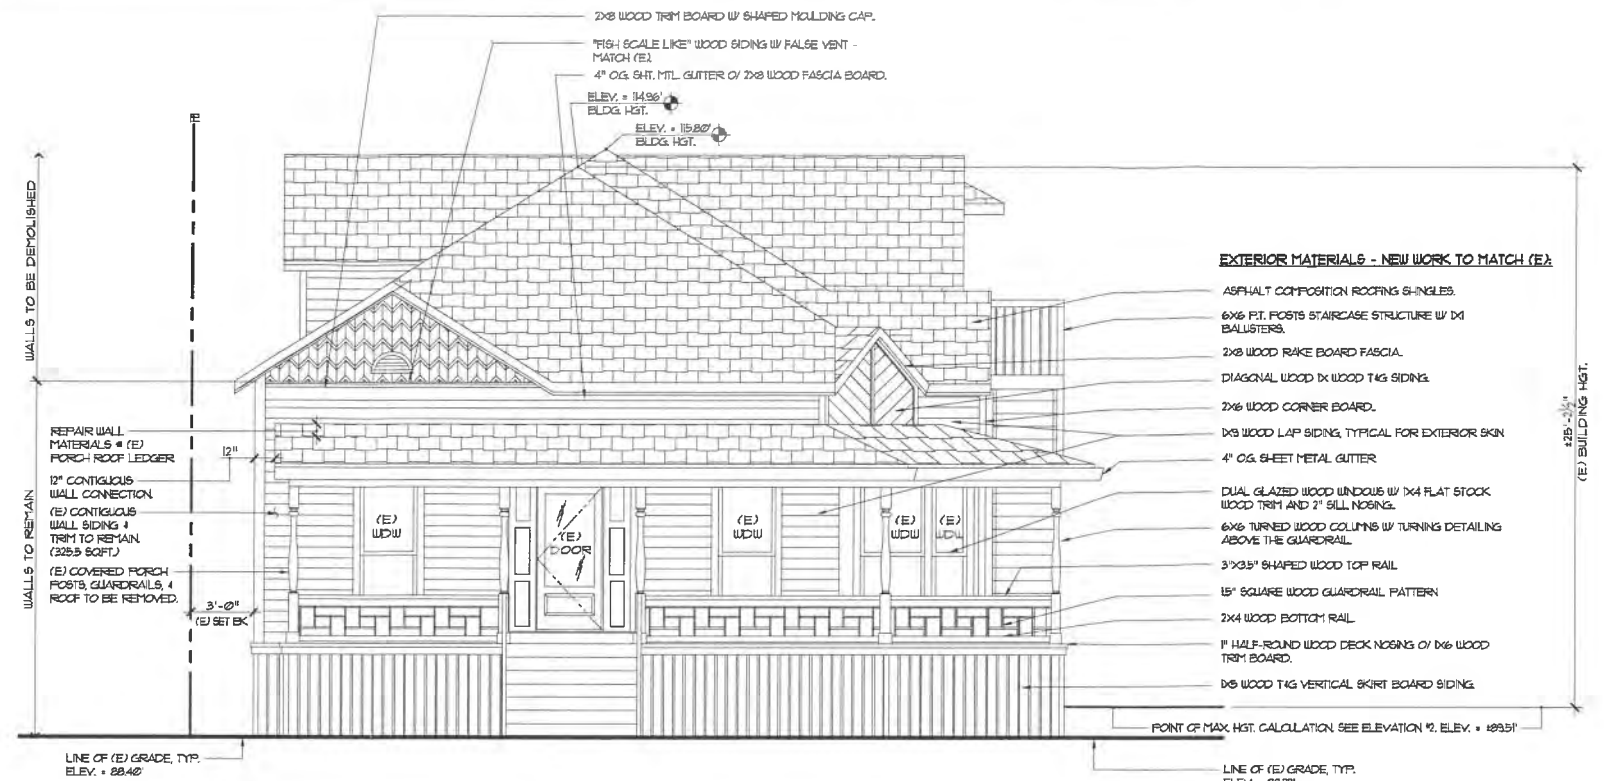 2X8 WOOD TRIM BOARD W/ SHAPED MOULDING CAP.
"FISH SCALE LIKE" WOOD SIDING W/ FALSE VENT -
MATCH (E).
4" O.G. SHT. MTL. GUTTER O/ 2X8 WOOD FASCIA BOARD.
ELEV. = 114.96'
BLDG. HGT.
ELEV. = 115.80'
BLDG. HGT.
WALLS TO BE DEMOLISHED
WALLS TO REMAIN
REPAIR WALL
MATERIALS @ (E)
PORCH ROOF LEDGER
12"
12" CONTIGUOUS
WALL CONNECTION.
(E) CONTIGUOUS
WALL SIDING &
TRIM TO REMAIN.
(325.5 SQFT.)
(E) COVERED PORCH
POSTS, GUARDRAILS, &
ROOF TO BE REMOVED.
3'-0"
(E) SET BK
(E)
WDW
(E)
DOOR
(E)
WDW
(E)
WDW
(E)
WDW
EXTERIOR MATERIALS - NEW WORK TO MATCH (E):
ASPHALT COMPOSITION ROOFING SHINGLES.
6X6 P.T. POSTS STAIRCASE STRUCTURE W/ 1X1
BALUSTERS.
2X8 WOOD RAKE BOARD FASCIA.
DIAGONAL WOOD 1X WOOD T&G SIDING.
2X6 WOOD CORNER BOARD.
1X8 WOOD LAP SIDING, TYPICAL FOR EXTERIOR SKIN
4" O.G. SHEET METAL GUTTER
DUAL GLAZED WOOD WINDOWS W/ 1X4 FLAT STOCK
WOOD TRIM AND 2" SILL NOSING.
6X6 TURNED WOOD COLUMNS W/ TURNING DETAILING
ABOVE THE GUARDRAIL.
3"X3.5" SHAPED WOOD TOP RAIL
1.5" SQUARE WOOD GUARDRAIL PATTERN
2X4 WOOD BOTTOM RAIL
1" HALF-ROUND WOOD DECK NOSING O/ 1X6 WOOD
TRIM BOARD.
WOOD T&G VERTICAL SKIRT BOARD SIDING.
(E) BUILDING HGT.
POINT OF MAX. HGT. CALCULATION. SEE ELEVATION #2. ELEV. = ±89.51'
LINE OF (E) GRADE, TYP.
ELEV. = 88.40'
LINE OF (E) GRADE, TYP.